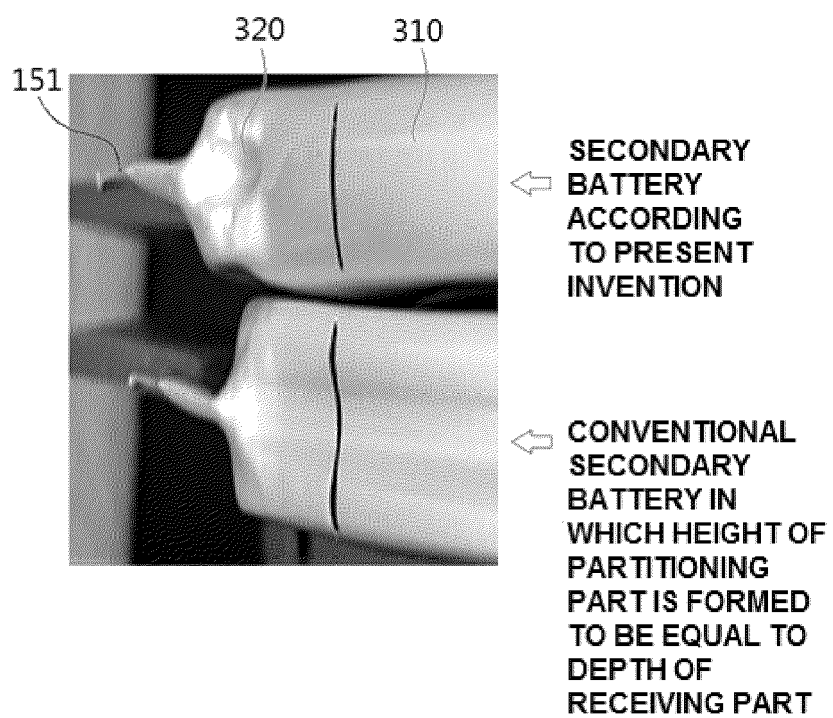 320
310
151
SECONDARY
BATTERY
ACCORDING
TO PRESENT
INVENTION
CONVENTIONAL
SECONDARY
BATTERY IN
WHICH HEIGHT OF
PARTITIONING
PART IS FORMED
TO BE EQUAL TO
DEPTH OF
RECEIVING PART